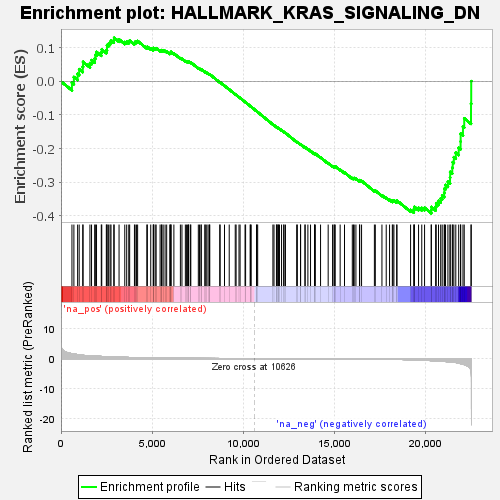 Enrichment plot: HALLMARK_KRAS_SIGNALING_DN
Enrichment score (ES)
0.1
0.0
-0.1
-0.2
-0.3
-0.4
'na_pos' (positively correlated)
Ranked list metric (PreRanked)
10
0
-10
-20
Zero cross at 10626
'na_neg' (negatively correlated)
0
5,000
10,000
15,000
20,000
Rank in Ordered Dataset
Enrichment profile
Hits
Ranking metric scores